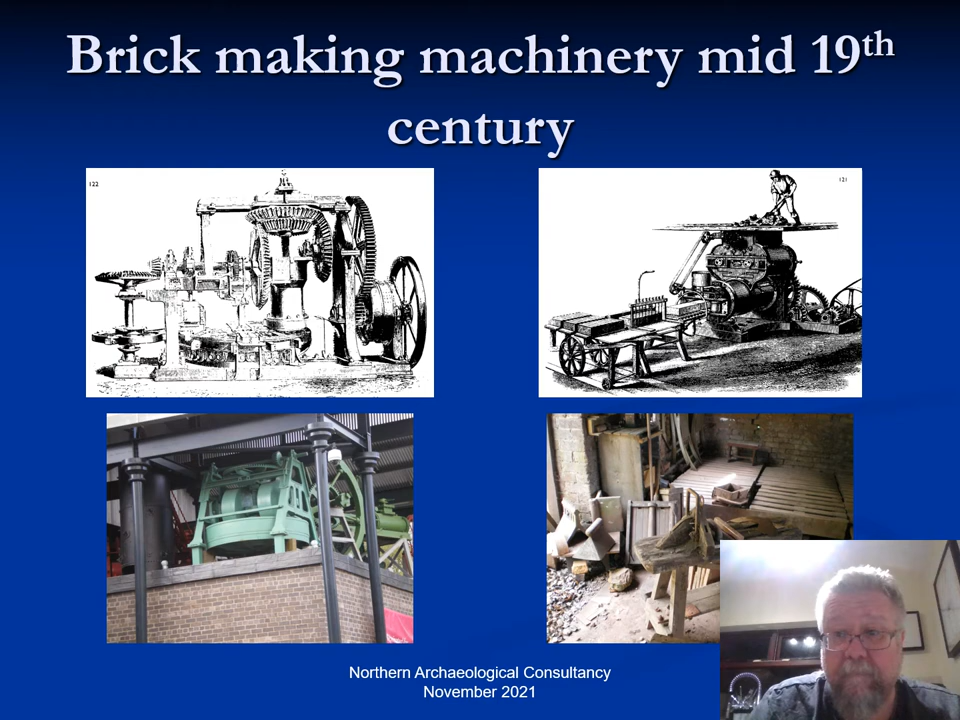 Brick making machinery mid 19th
century
122
121
Northern Archaeological Consultancy
November 2021